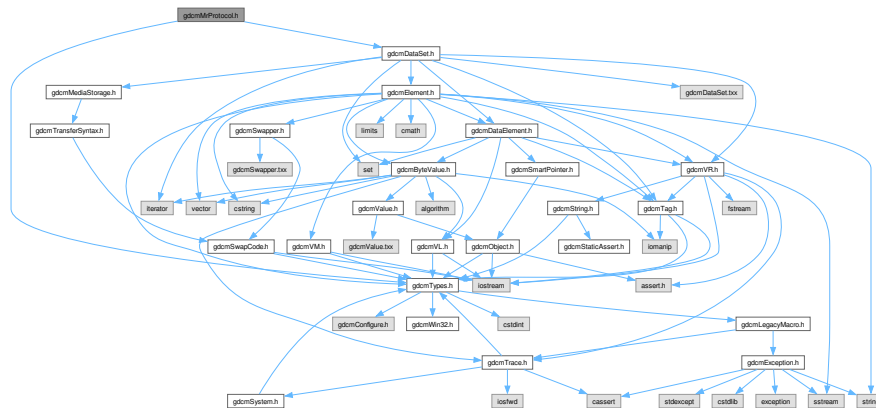 gdcmMrProtocol.h
gdcmDataSet.h
gdcmMediaStorage.h
gdcmElement.h
gdcmDataSet.txx
gdcmTransferSyntax.h
gdcmSwapper.h
limits
cmath
gdcmDataElement.h
gdcmSwapper.txx
set
gdcmByteValue.h
gdcmSmartPointer.h
gdcmVR.h
iterator
vector
cstring
gdcmValue.h
algorithm
gdcmString.h
gdcmTag.h
fstream
gdcmSwapCode.h
gdcmVM.h
gdcmValue.txx
gdcmVL.h
gdcmObject.h
gdcmStaticAssert.h
iomanip
gdcmTypes.h
iostream
assert.h
gdcmConfigure.h
gdcmWin32.h
cstdint
gdcmLegacyMacro.h
gdcmTrace.h
gdcmException.h
gdcmSystem.h
iosfwd
cassert
stdexcept
cstdlib
exception
sstream
string